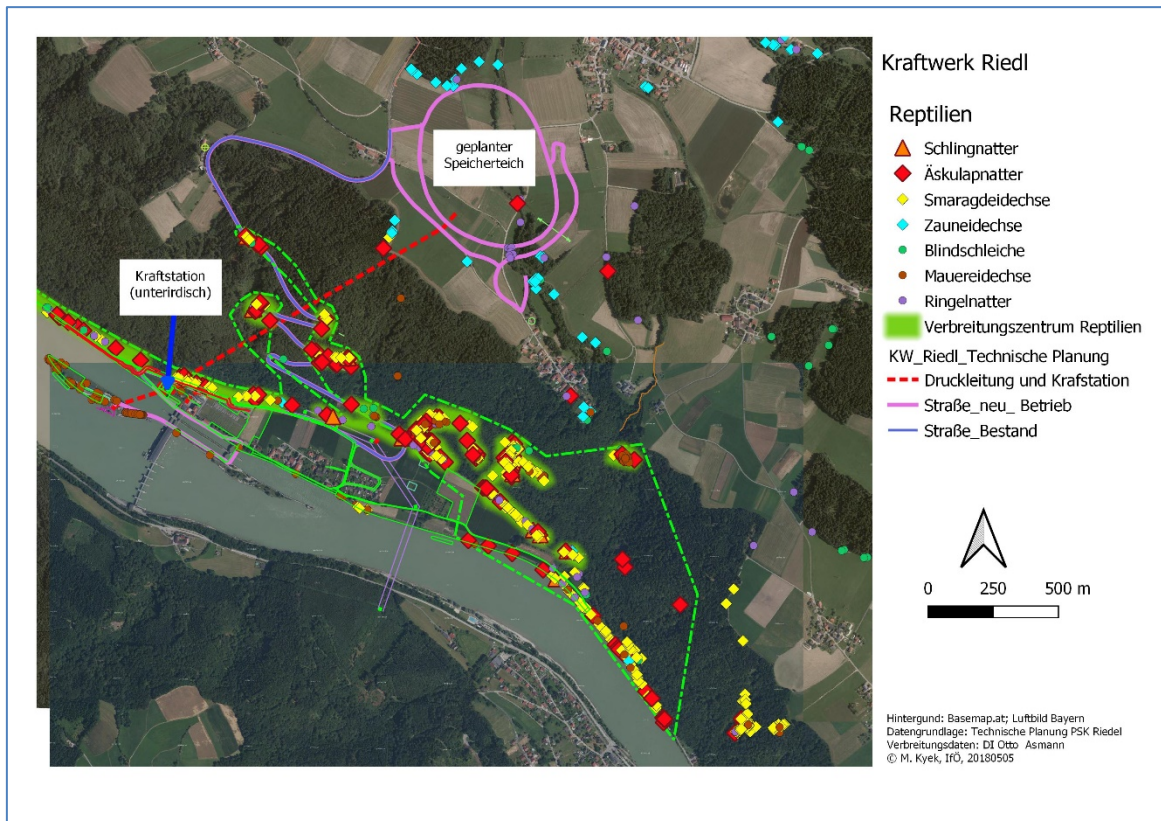 Kraftwerk Riedl
Reptilien
Schlingnatter
Äskulapnatter
Smaragdeidechse
Zauneidechse
Blindschleiche
Mauereidechse
Ringelnatter
Verbreitungszentrum Reptilien
KW_Riedl_Technische Planung
Druckleitung und Krafstation
Straße_neu_ Betrieb
Straße_Bestand
geplanter
Speicherteich
Kraftstation
(unterirdisch)
0 250 500 m
Hintergund: Basemap.at; Luftbild Bayern
Datengrundlage: Technische Planung PSK Riedel
Verbreitungsdaten: DI Otto Asmann
© M. Kyek, IfÖ, 20180505